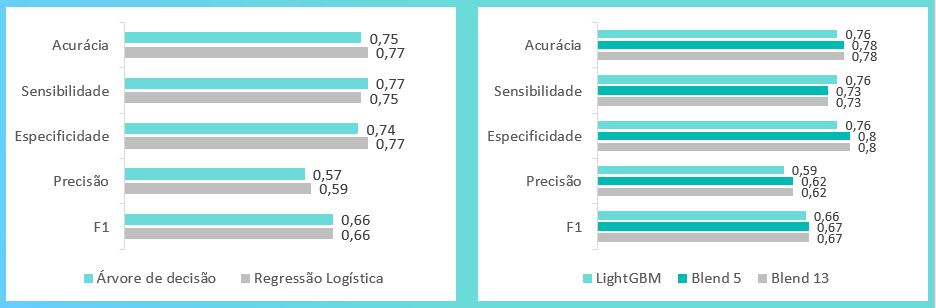 Acurácia
0,75
0,77
Sensibilidade
0,77
0,75
Especificidade
0,74
0,77
Precisão
0,57
0,59
F1
0,66
0,66
Árvore de decisão Regressão Logística
Acurácia
0,76
0,78
0,78
Sensibilidade
0,76
0,73
0,73
Especificidade
0,76
0,8
0,8
Precisão
0,59
0,62
0,62
F1
0,66
0,67
0,67
LightGBM Blend 5 Blend 13